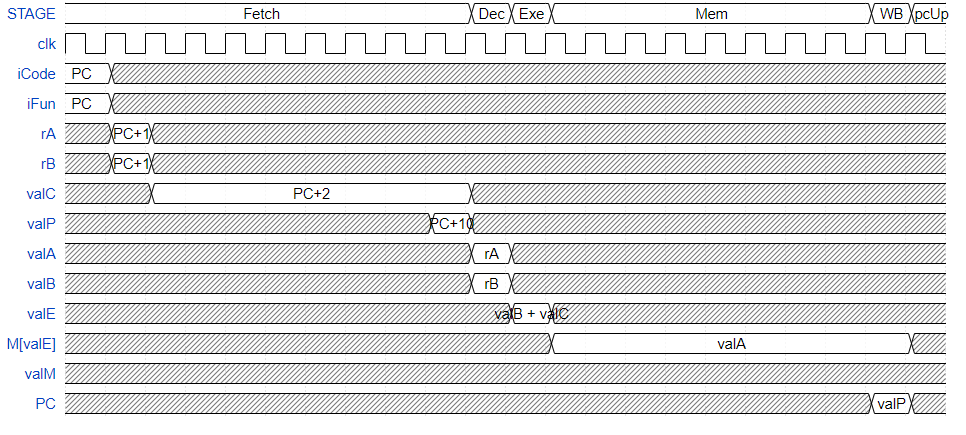 STAGE Fetch Dec Exe Mem WB pcUp
clk
iCode PC
iFun PC
rA PC+1
rB PC+1
valC PC+2
valP PC+10
valA rA
valB rB
valE valB + valC
M[valE] valA
valM
PC valP